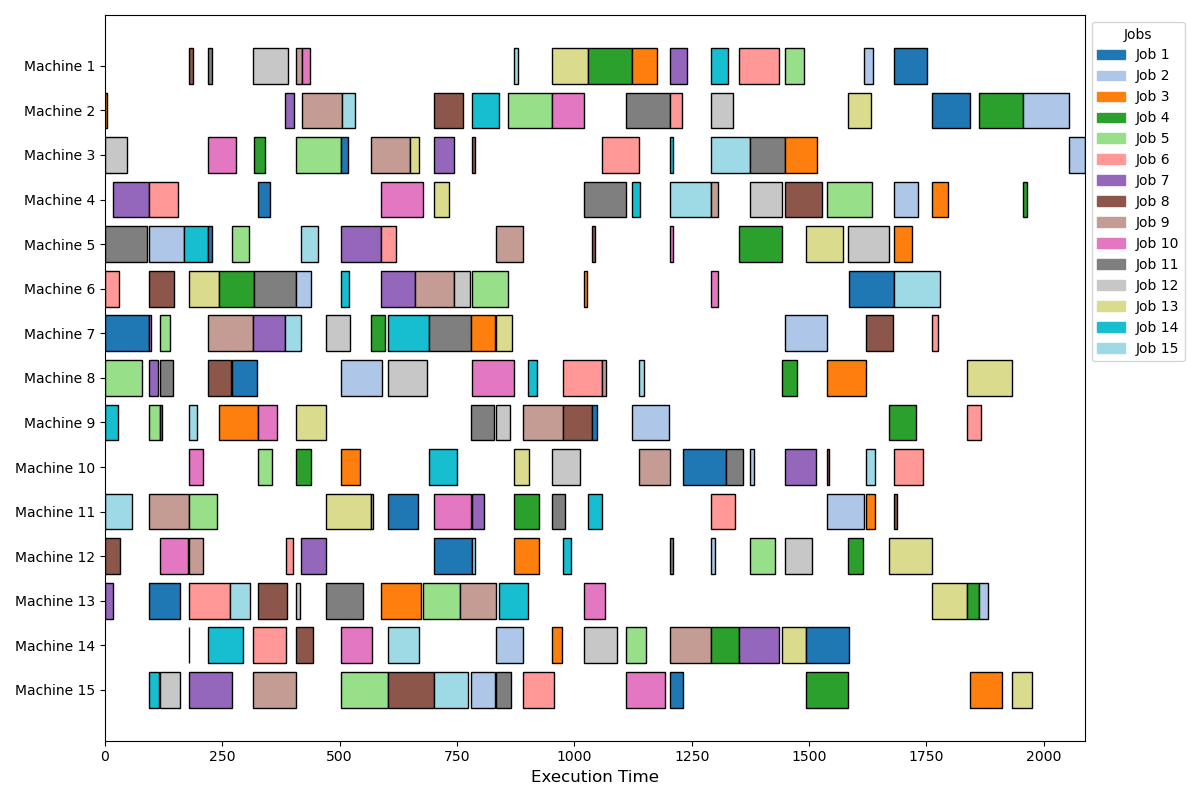 Machine 1
Machine 2
Machine 3
Machine 4
Machine 5
Machine 6
Machine 7
Machine 8
Machine 9
Machine 10
Machine 11
Machine 12
Machine 13
Machine 14
Machine 15
0 250 500 750 1000 1250 1500 1750 2000
Execution Time
Jobs
Job 1
Job 2
Job 3
Job 4
Job 5
Job 6
Job 7
Job 8
Job 9
Job 10
Job 11
Job 12
Job 13
Job 14
Job 15